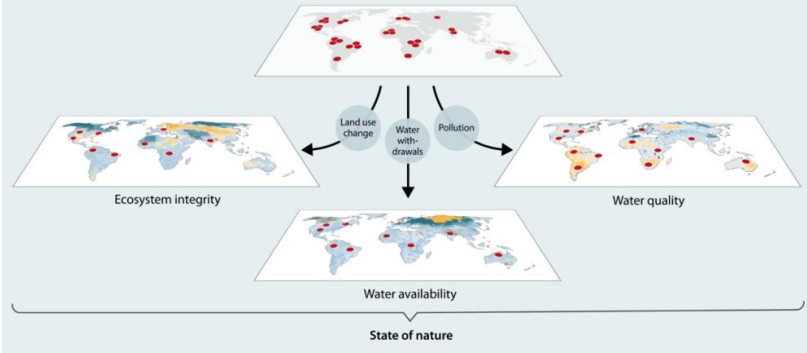 Land use
change
Water
with-
drawals
Pollution
Ecosystem integrity
Water quality
Water availability
State of nature